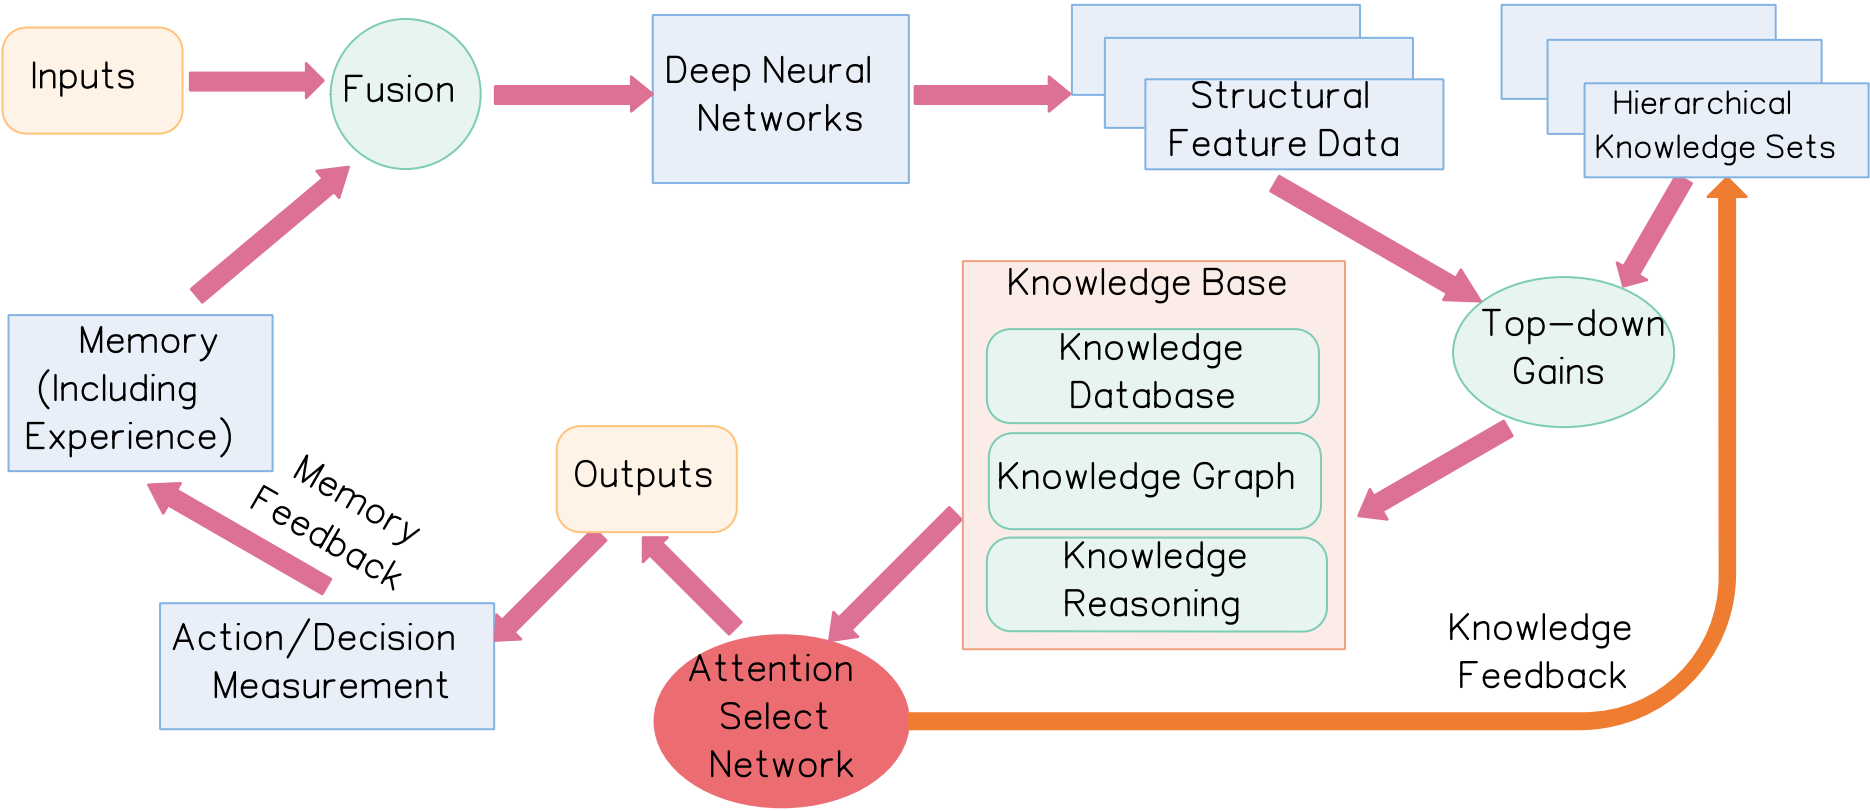 Inputs
Fusion
Deep Neural
Networks
Structural
Feature Data
Hierarchical
Knowledge Sets
Top-down
Gains
Knowledge Base
Knowledge
Database
Knowledge Graph
Knowledge
Reasoning
Memory
(Including
Experience)
Memory
Feedback
Outputs
Action/Decision
Measurement
Attention
Select
Network
Knowledge
Feedback